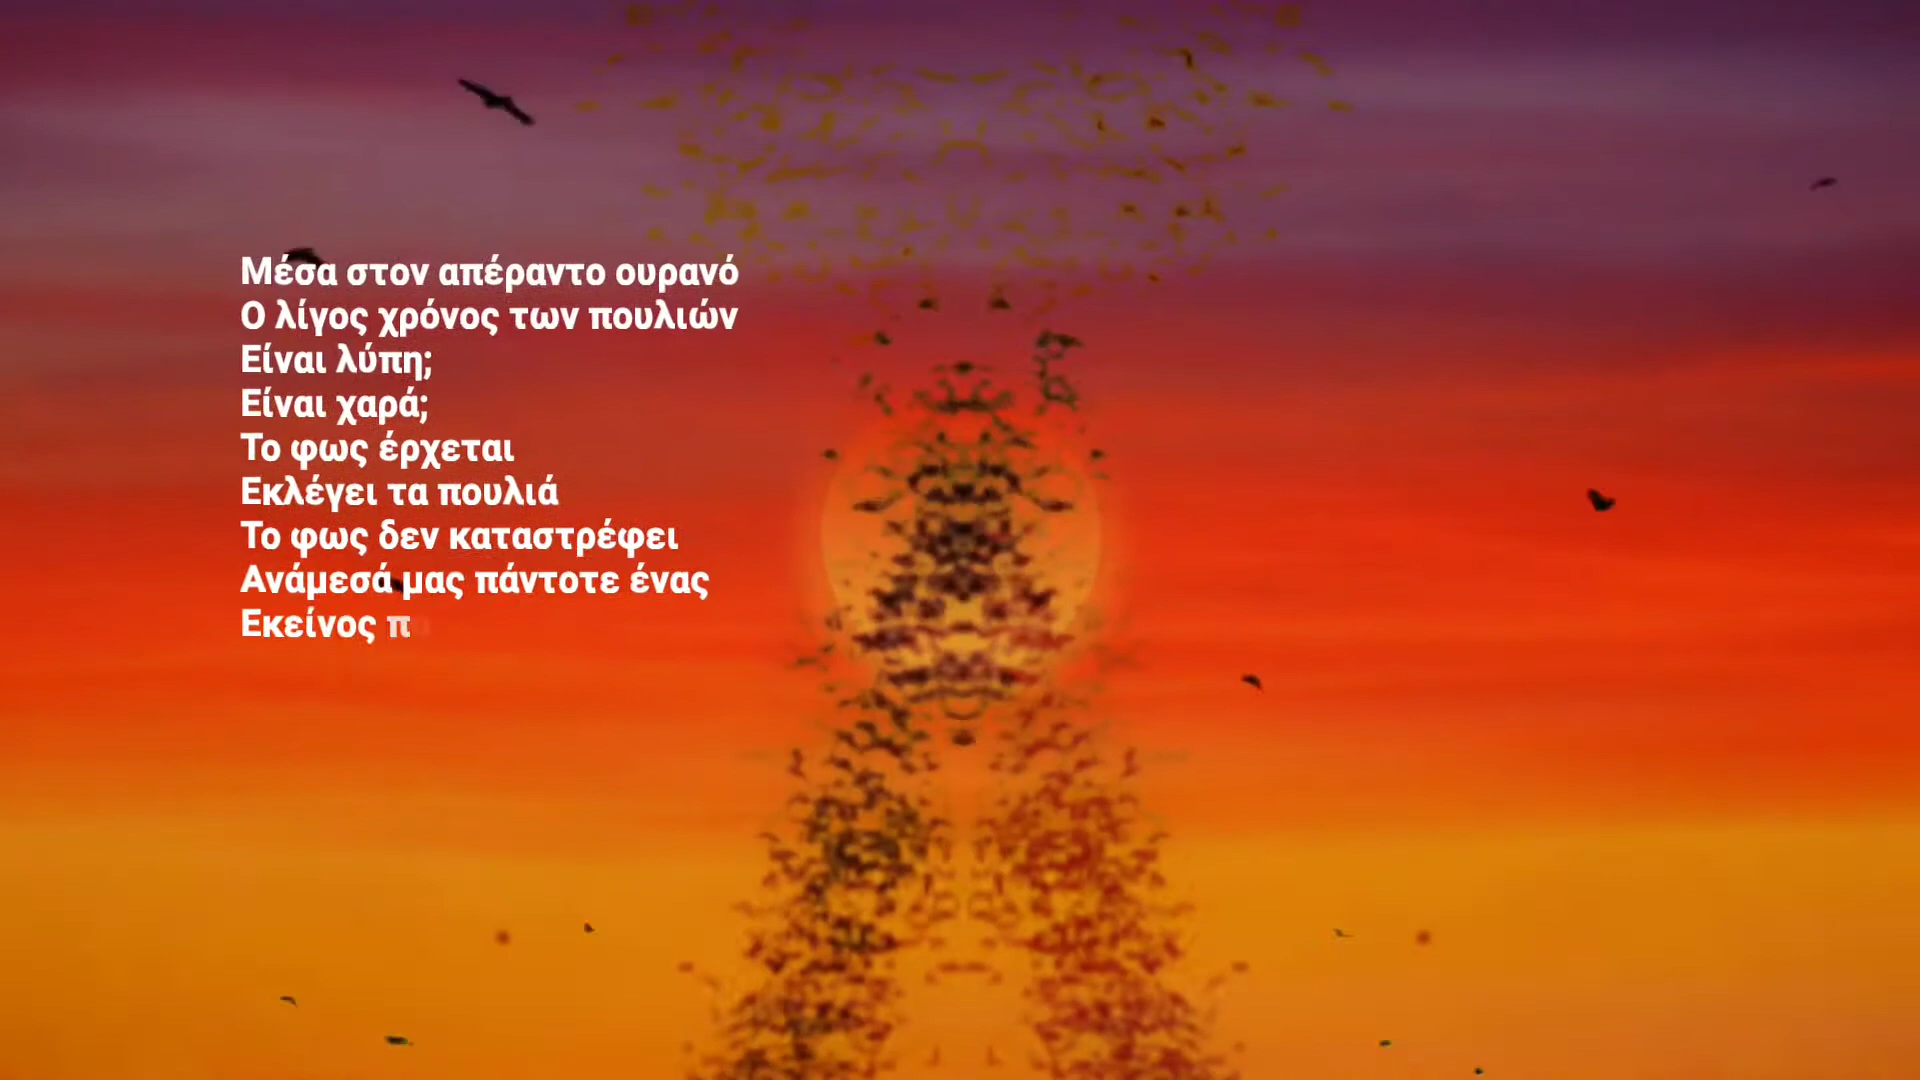 Μέσα στον απέραντο ουρανό
Ο λίγος χρόνος των πουλιών
Είναι λύπη;
Είναι χαρά;
Το φως έρχεται
Εκλέγει τα πουλιά
Το φως δεν καταστρέφει
Ανάμεσά μας πάντοτε ένας
Εκείνος π